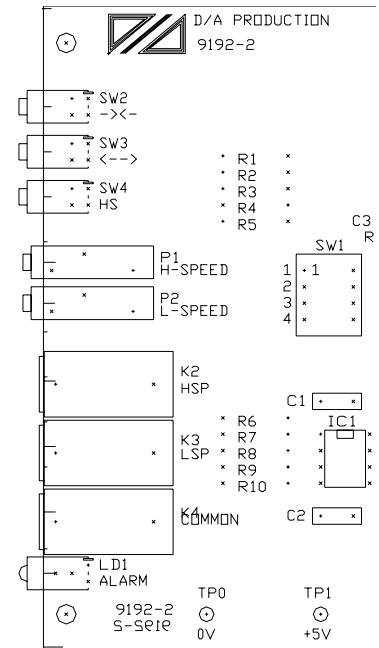 D/A PRODUCTION
9192-2
SW2
-><-
SW3
<-->
SW4
HS
R1
R2
R3
R4
R5
C3
R
SW1
1 1
2
3
4
P1
H-SPEED
P2
L-SPEED
K2
HSP
K3
LSP
K4
COMMON
C1
IC1
R6
R7
R8
R9
R10
C2
LD1
ALARM
9192-2
9192-2
TP0
0V
TP1
+5V